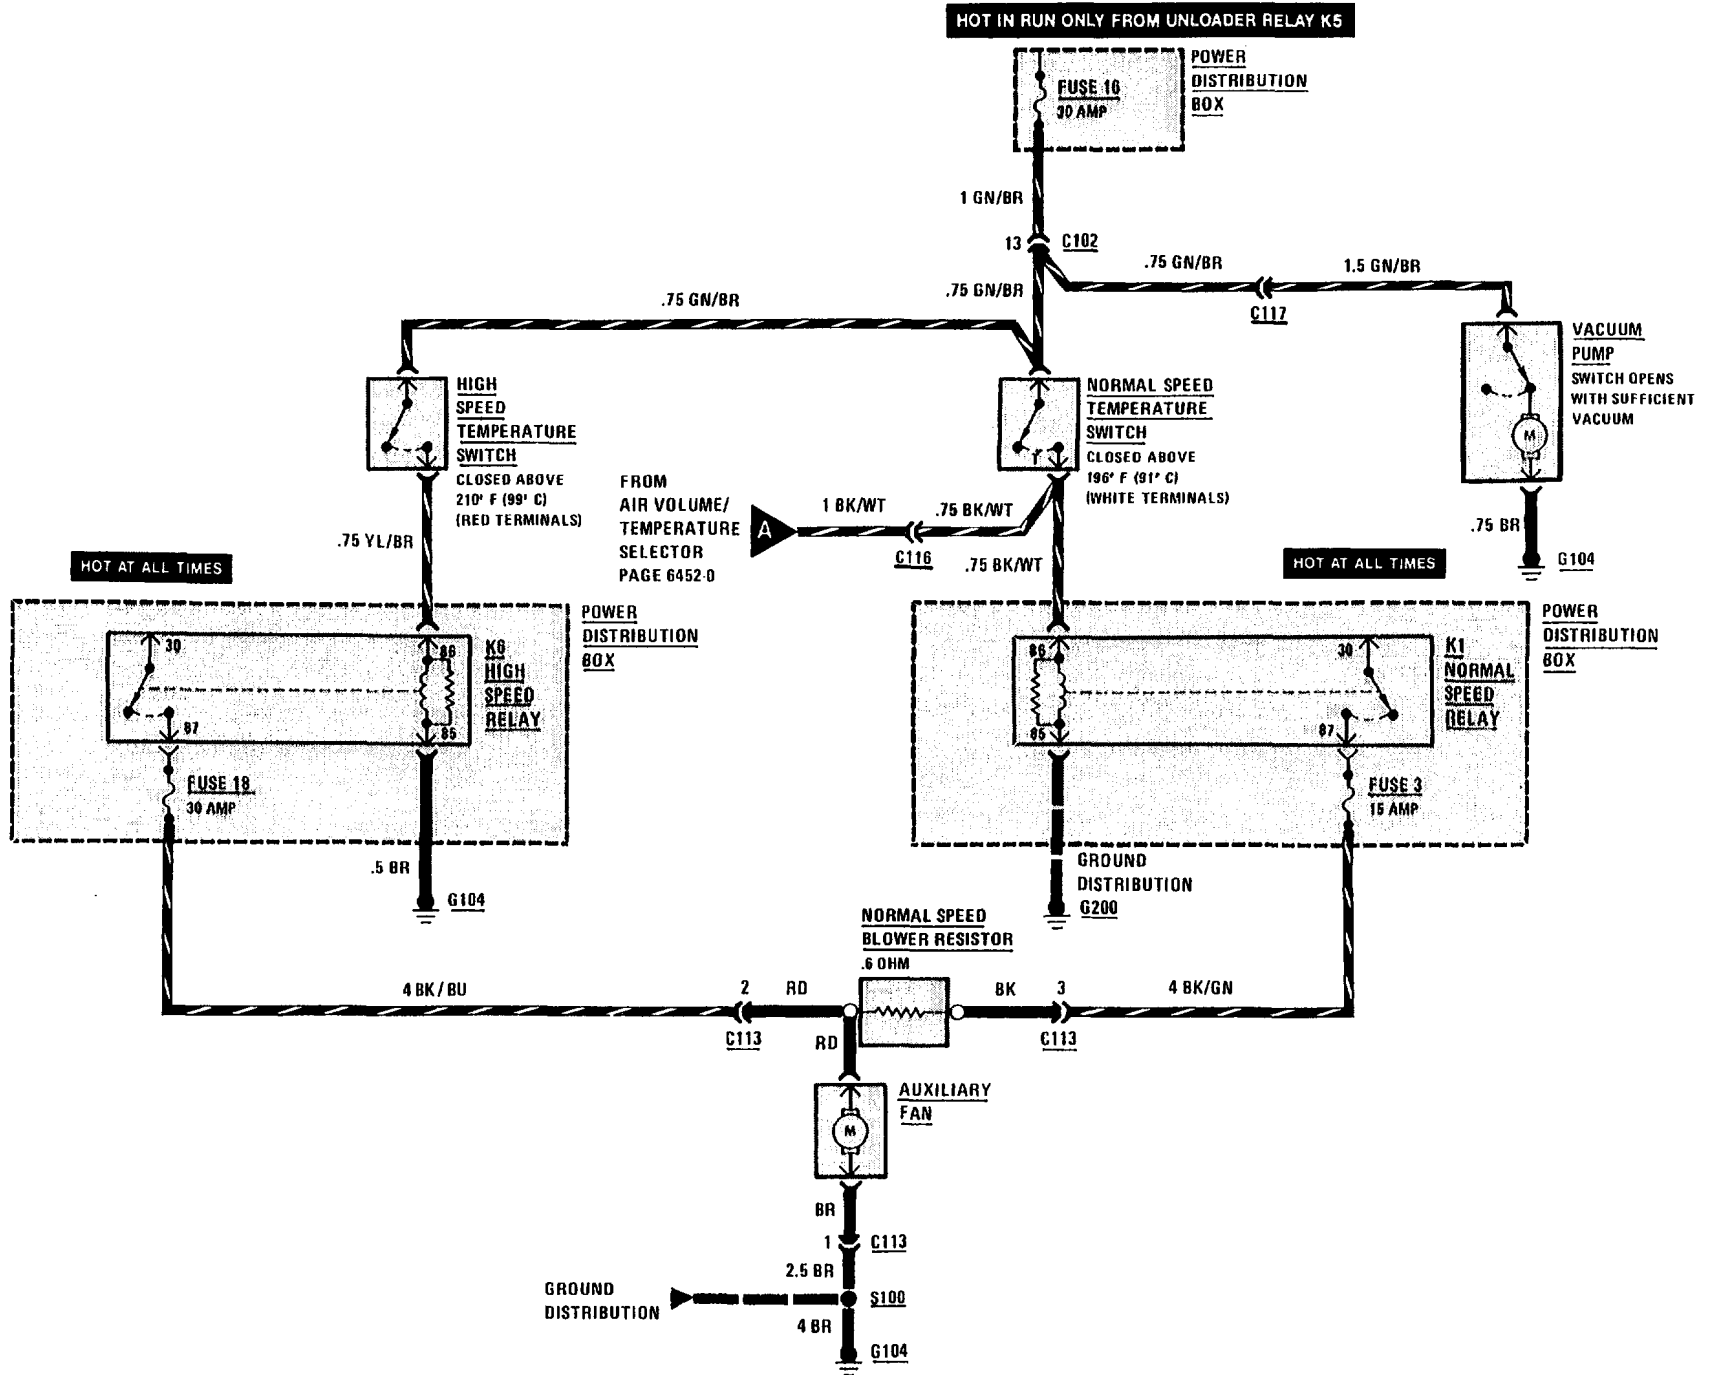 HOT IN RUN ONLY FROM UNLOADER RELAY K5
POWER
DISTRIBUTION
BOX
FUSE 16
30 AMP
1 GN/BR
13
C102
.75 GN/BR
.75 GN/BR
.75 GN/BR
1.5 GN/BR
C117
HIGH
SPEED
TEMPERATURE
SWITCH
CLOSED ABOVE
210° F (99° C)
(RED TERMINALS)
NORMAL SPEED
TEMPERATURE
SWITCH
CLOSED ABOVE
196° F (91° C)
(WHITE TERMINALS)
VACUUM
PUMP
SWITCH OPENS
WITH SUFFICIENT
VACUUM
M
.75 BR
G104
FROM
AIR VOLUME/
TEMPERATURE
SELECTOR
PAGE 6452-0
A
1 BK/WT
.75 BK/WT
C116
.75 BK/WT
.75 YL/BR
HOT AT ALL TIMES
HOT AT ALL TIMES
POWER
DISTRIBUTION
BOX
30
86
87
85
K6
HIGH
SPEED
RELAY
FUSE 18
30 AMP
.5 BR
G104
POWER
DISTRIBUTION
BOX
86
30
85
87
K1
NORMAL
SPEED
RELAY
FUSE 3
15 AMP
GROUND
DISTRIBUTION
G200
NORMAL SPEED
BLOWER RESISTOR
.6 OHM
4 BK/BU
2
RD
C113
BK
3
4 BK/GN
C113
RD
AUXILIARY
FAN
M
BR
1
C113
2.5 BR
GROUND
DISTRIBUTION
S100
4 BR
G104